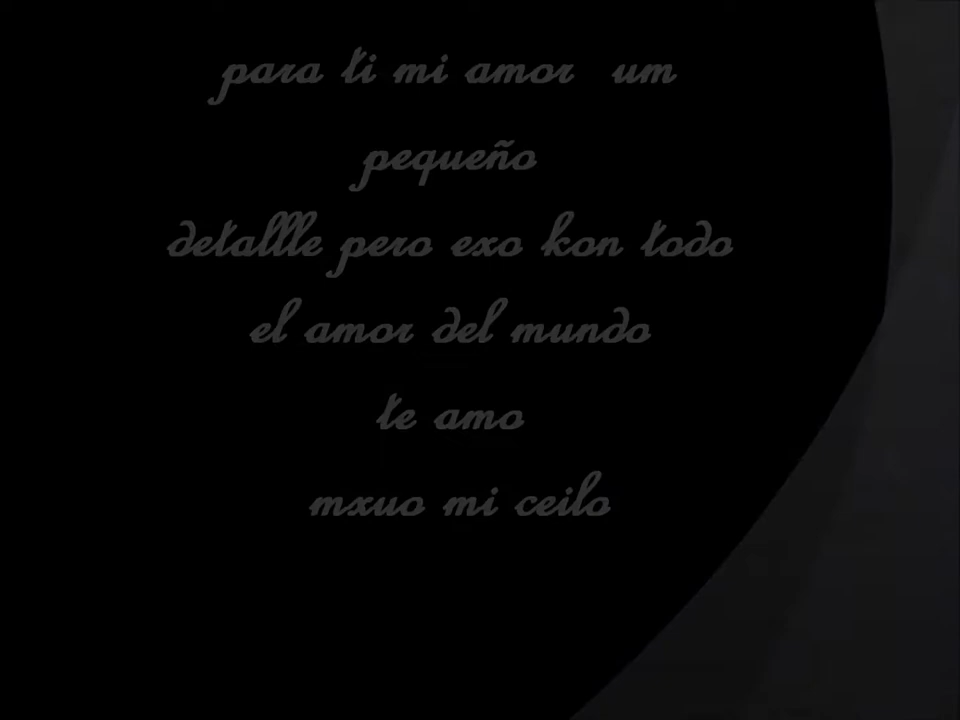 para ti mi amor um
pequeño
detallle pero exo kon todo
el amor del mundo
te amo
mxuo mi ceilo